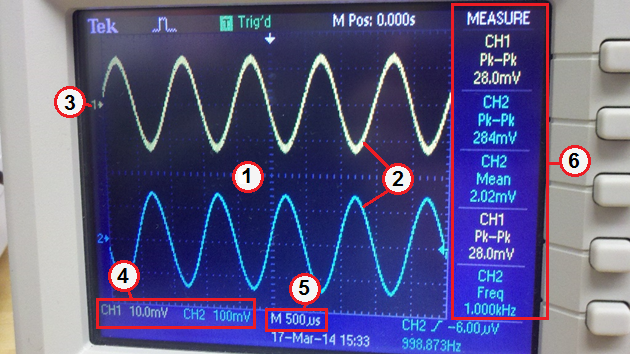 Tek T Trig'd M Pos: 0.000s
MEASURE
CH1
Pk-Pk
28.0mV
CH2
Pk-Pk
284mV
CH2
Mean
2.02mV
CH1
Pk-Pk
28.0mV
CH2
Freq
1.000kHz
3
1
1
2
6
2
4
5
CH1 10.0mV CH2 100mV M 500µs CH2 -6.00µV
17-Mar-14 15:33 998.873Hz